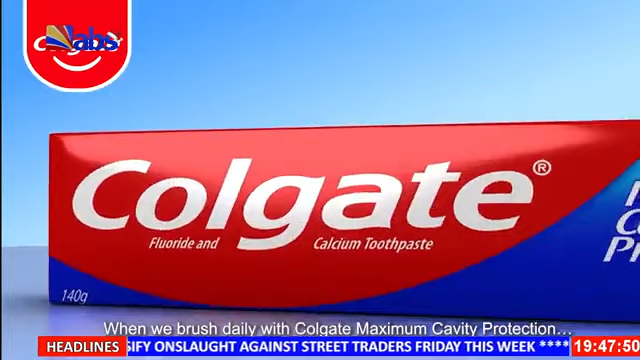 abs
Colgate®
Fluoride and Calcium Toothpaste
140g
When we brush daily with Colgate Maximum Cavity Protection...
HEADLINES
SIFY ONSLAUGHT AGAINST STREET TRADERS FRIDAY THIS WEEK ****
19:47:50